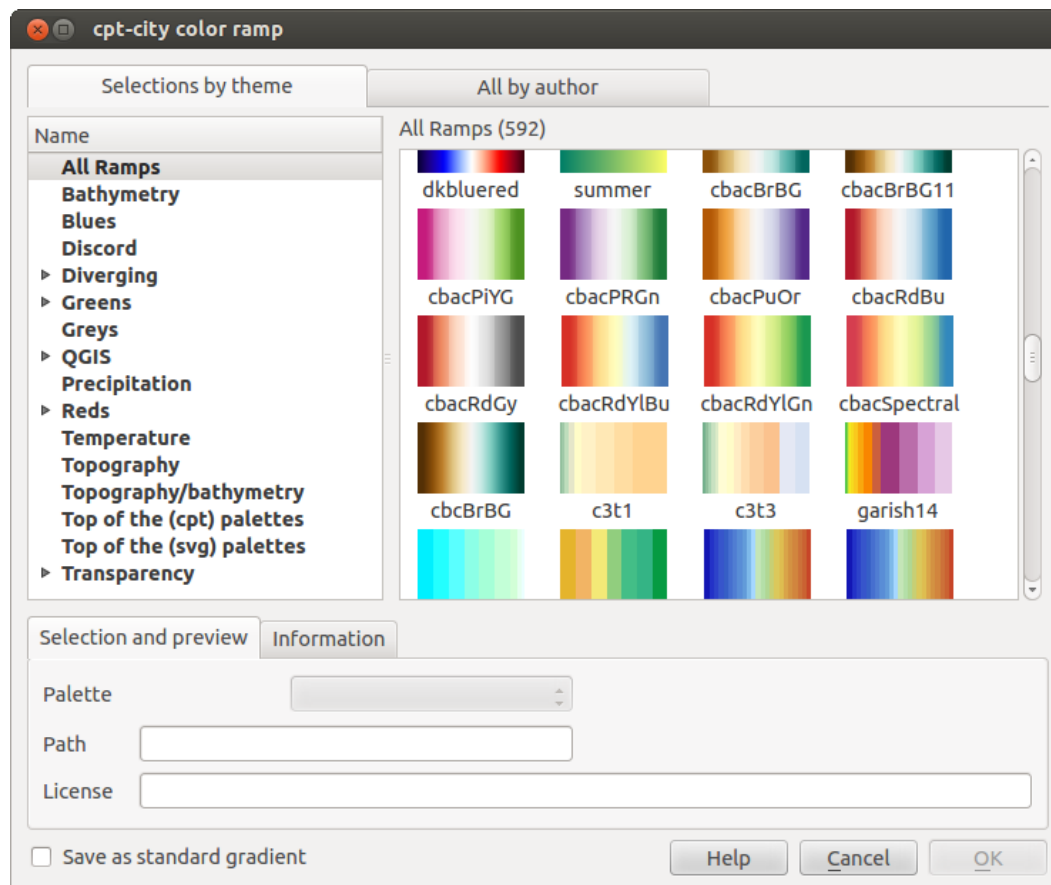 cpt-city color ramp
Selections by theme
All by author
Name
All Ramps
Bathymetry
Blues
Discord
Diverging
Greens
Greys
QGIS
Precipitation
Reds
Temperature
Topography
Topography/bathymetry
Top of the (cpt) palettes
Top of the (svg) palettes
Transparency
All Ramps (592)
dkbluered summer cbacBrBG cbacBrBG11
cbacPiYG cbacPRGn cbacPuOr cbacRdBu
cbacRdGy cbacRdYlBu cbacRdYlGn cbacSpectral
cbcBrBG c3t1 c3t3 garish14
Selection and preview
Information
Palette
Path
License
Save as standard gradient
Help Cancel OK